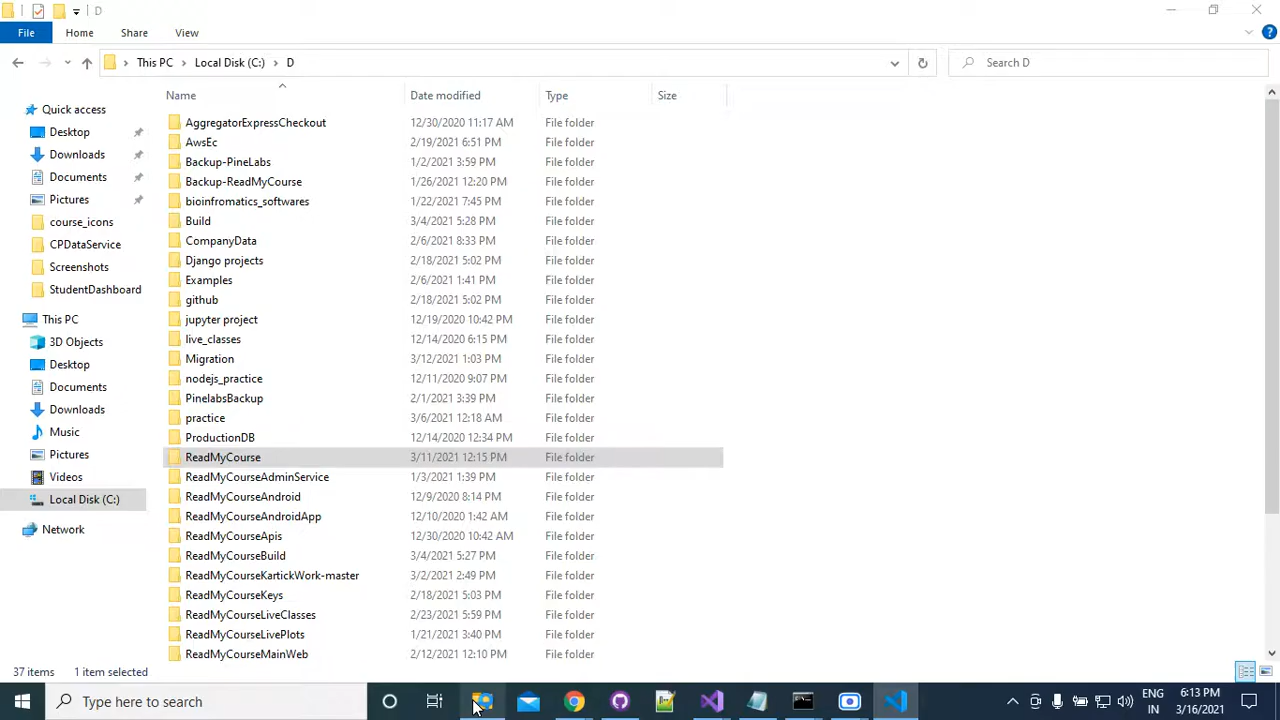 D
File Home Share View
This PC Local Disk (C:) D Search D
Name Date modified Type Size
Quick access
Desktop
Downloads
Documents
Pictures
course_icons
CPDataService
Screenshots
StudentDashboard
This PC
3D Objects
Desktop
Documents
Downloads
Music
Pictures
Videos
Local Disk (C:)
Network
AggregatorExpressCheckout 12/30/2020 11:17 AM File folder
AwsEc 2/19/2021 6:51 PM File folder
Backup-PineLabs 1/2/2021 3:59 PM File folder
Backup-ReadMyCourse 1/26/2021 12:20 PM File folder
bioinfromatics_softwares 1/22/2021 7:45 PM File folder
Build 3/4/2021 5:28 PM File folder
CompanyData 2/6/2021 8:33 PM File folder
Django projects 2/18/2021 5:02 PM File folder
Examples 2/6/2021 1:41 PM File folder
github 2/18/2021 5:02 PM File folder
jupyter project 12/19/2020 10:42 PM File folder
live_classes 12/14/2020 6:15 PM File folder
Migration 3/12/2021 1:03 PM File folder
nodejs_practice 12/11/2020 9:07 PM File folder
PinelabsBackup 2/1/2021 3:39 PM File folder
practice 3/6/2021 12:18 AM File folder
ProductionDB 12/14/2020 12:34 PM File folder
ReadMyCourse 3/11/2021 12:15 PM File folder
ReadMyCourseAdminService 1/3/2021 1:39 PM File folder
ReadMyCourseAndroid 12/9/2020 8:14 PM File folder
ReadMyCourseAndroidApp 12/10/2020 1:42 AM File folder
ReadMyCourseApis 12/30/2020 10:42 AM File folder
ReadMyCourseBuild 3/4/2021 5:27 PM File folder
ReadMyCourseKartickWork-master 3/2/2021 2:49 PM File folder
ReadMyCourseKeys 2/18/2021 5:03 PM File folder
ReadMyCourseLiveClasses 2/23/2021 5:59 PM File folder
ReadMyCourseLivePlots 1/21/2021 3:40 PM File folder
ReadMyCourseMainWeb 2/12/2021 12:10 PM File folder
37 items 1 item selected
Type here to search
ENG
IN
6:13 PM
3/16/2021